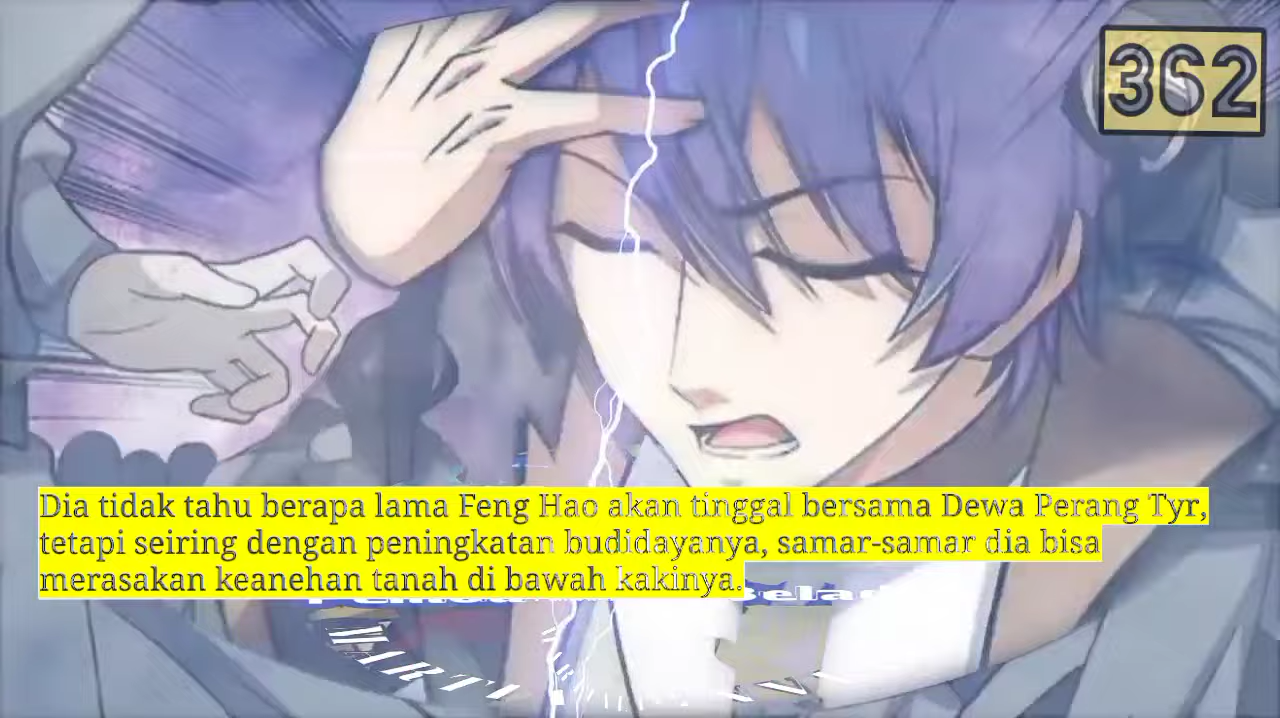 362
Dia tidak tahu berapa lama Feng Hao akan tinggal bersama Dewa Perang Tyr,
tetapi seiring dengan peningkatan budidayanya, samar-samar dia bisa
merasakan keanehan tanah di bawah kakinya.